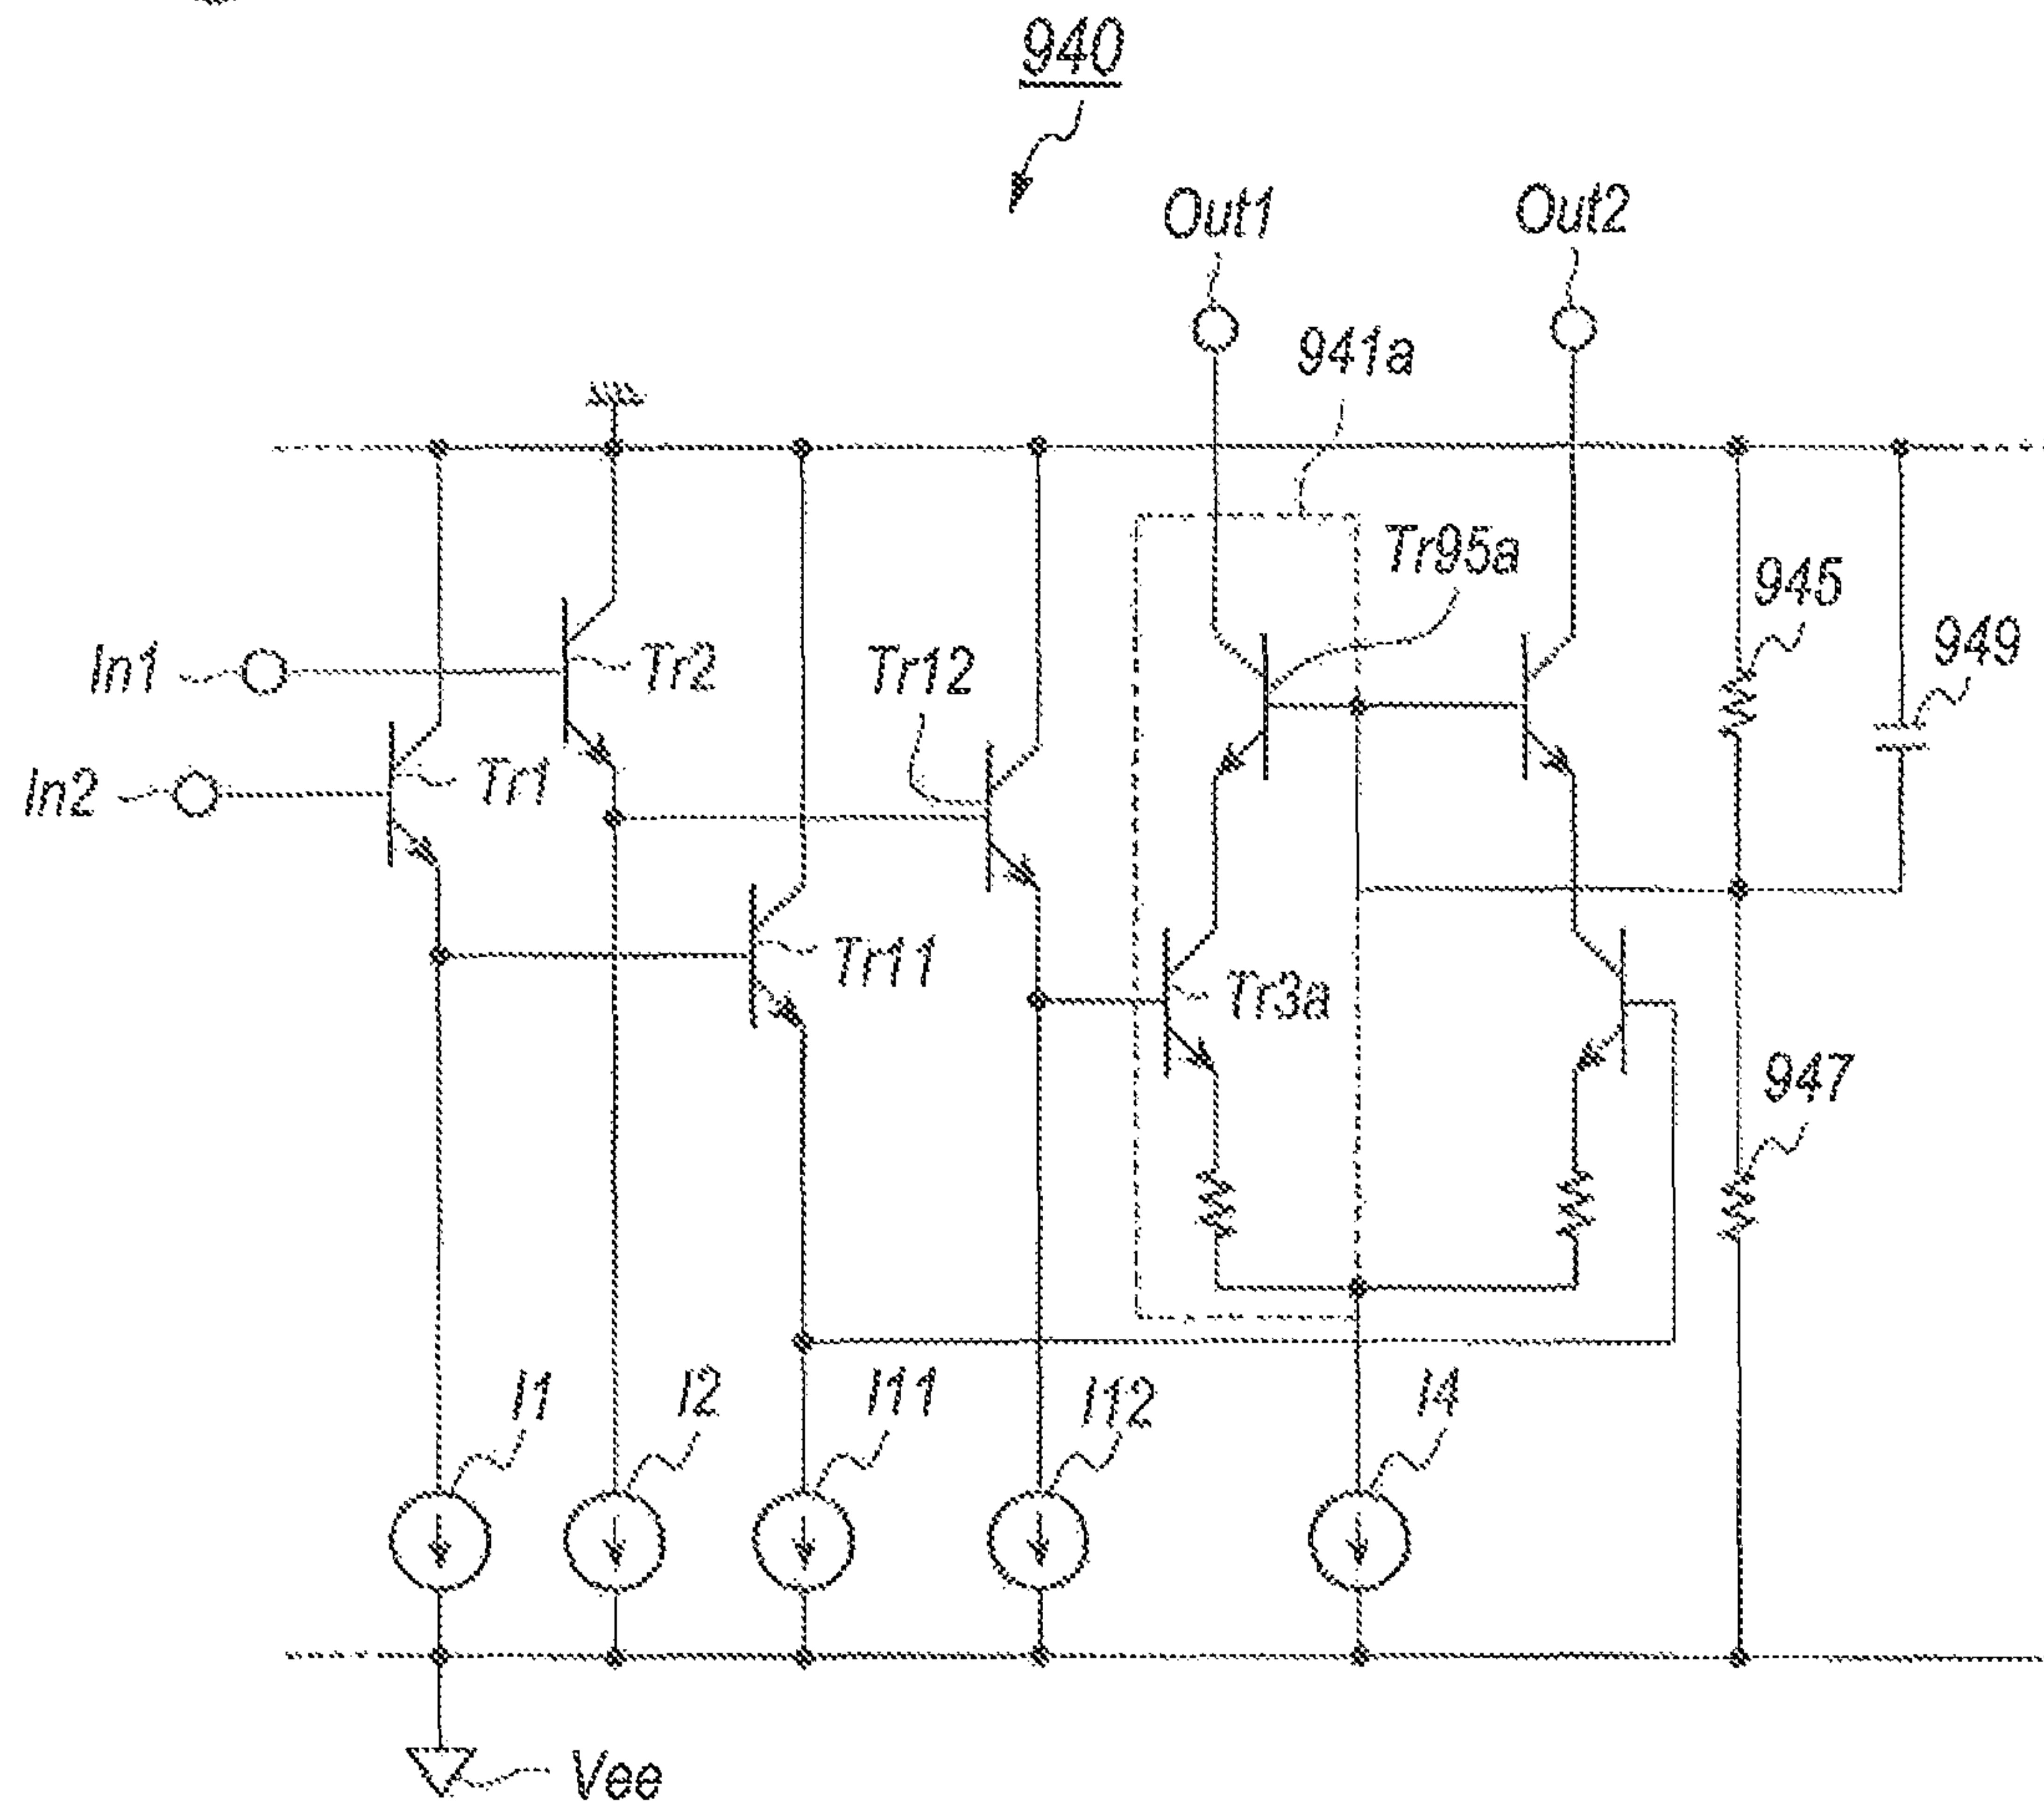 940
Out1
Out2
941a
Tr95a
945
In1
Tr2
Tr12
949
In2
Tr1
Tr11
Tr3a
947
I1
I2
I11
I12
I4
Vee